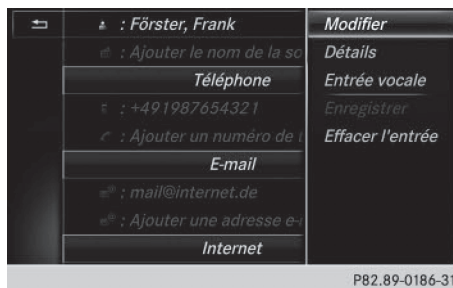 : Förster, Frank
: Ajouter le nom de la so
Téléphone
: +491987654321
: Ajouter un numéro de t
E-mail
: mail@internet.de
: Ajouter une adresse e-
Internet
Modifier
Détails
Entrée vocale
Enregistrer
Effacer l'entrée
P82.89-0186-31